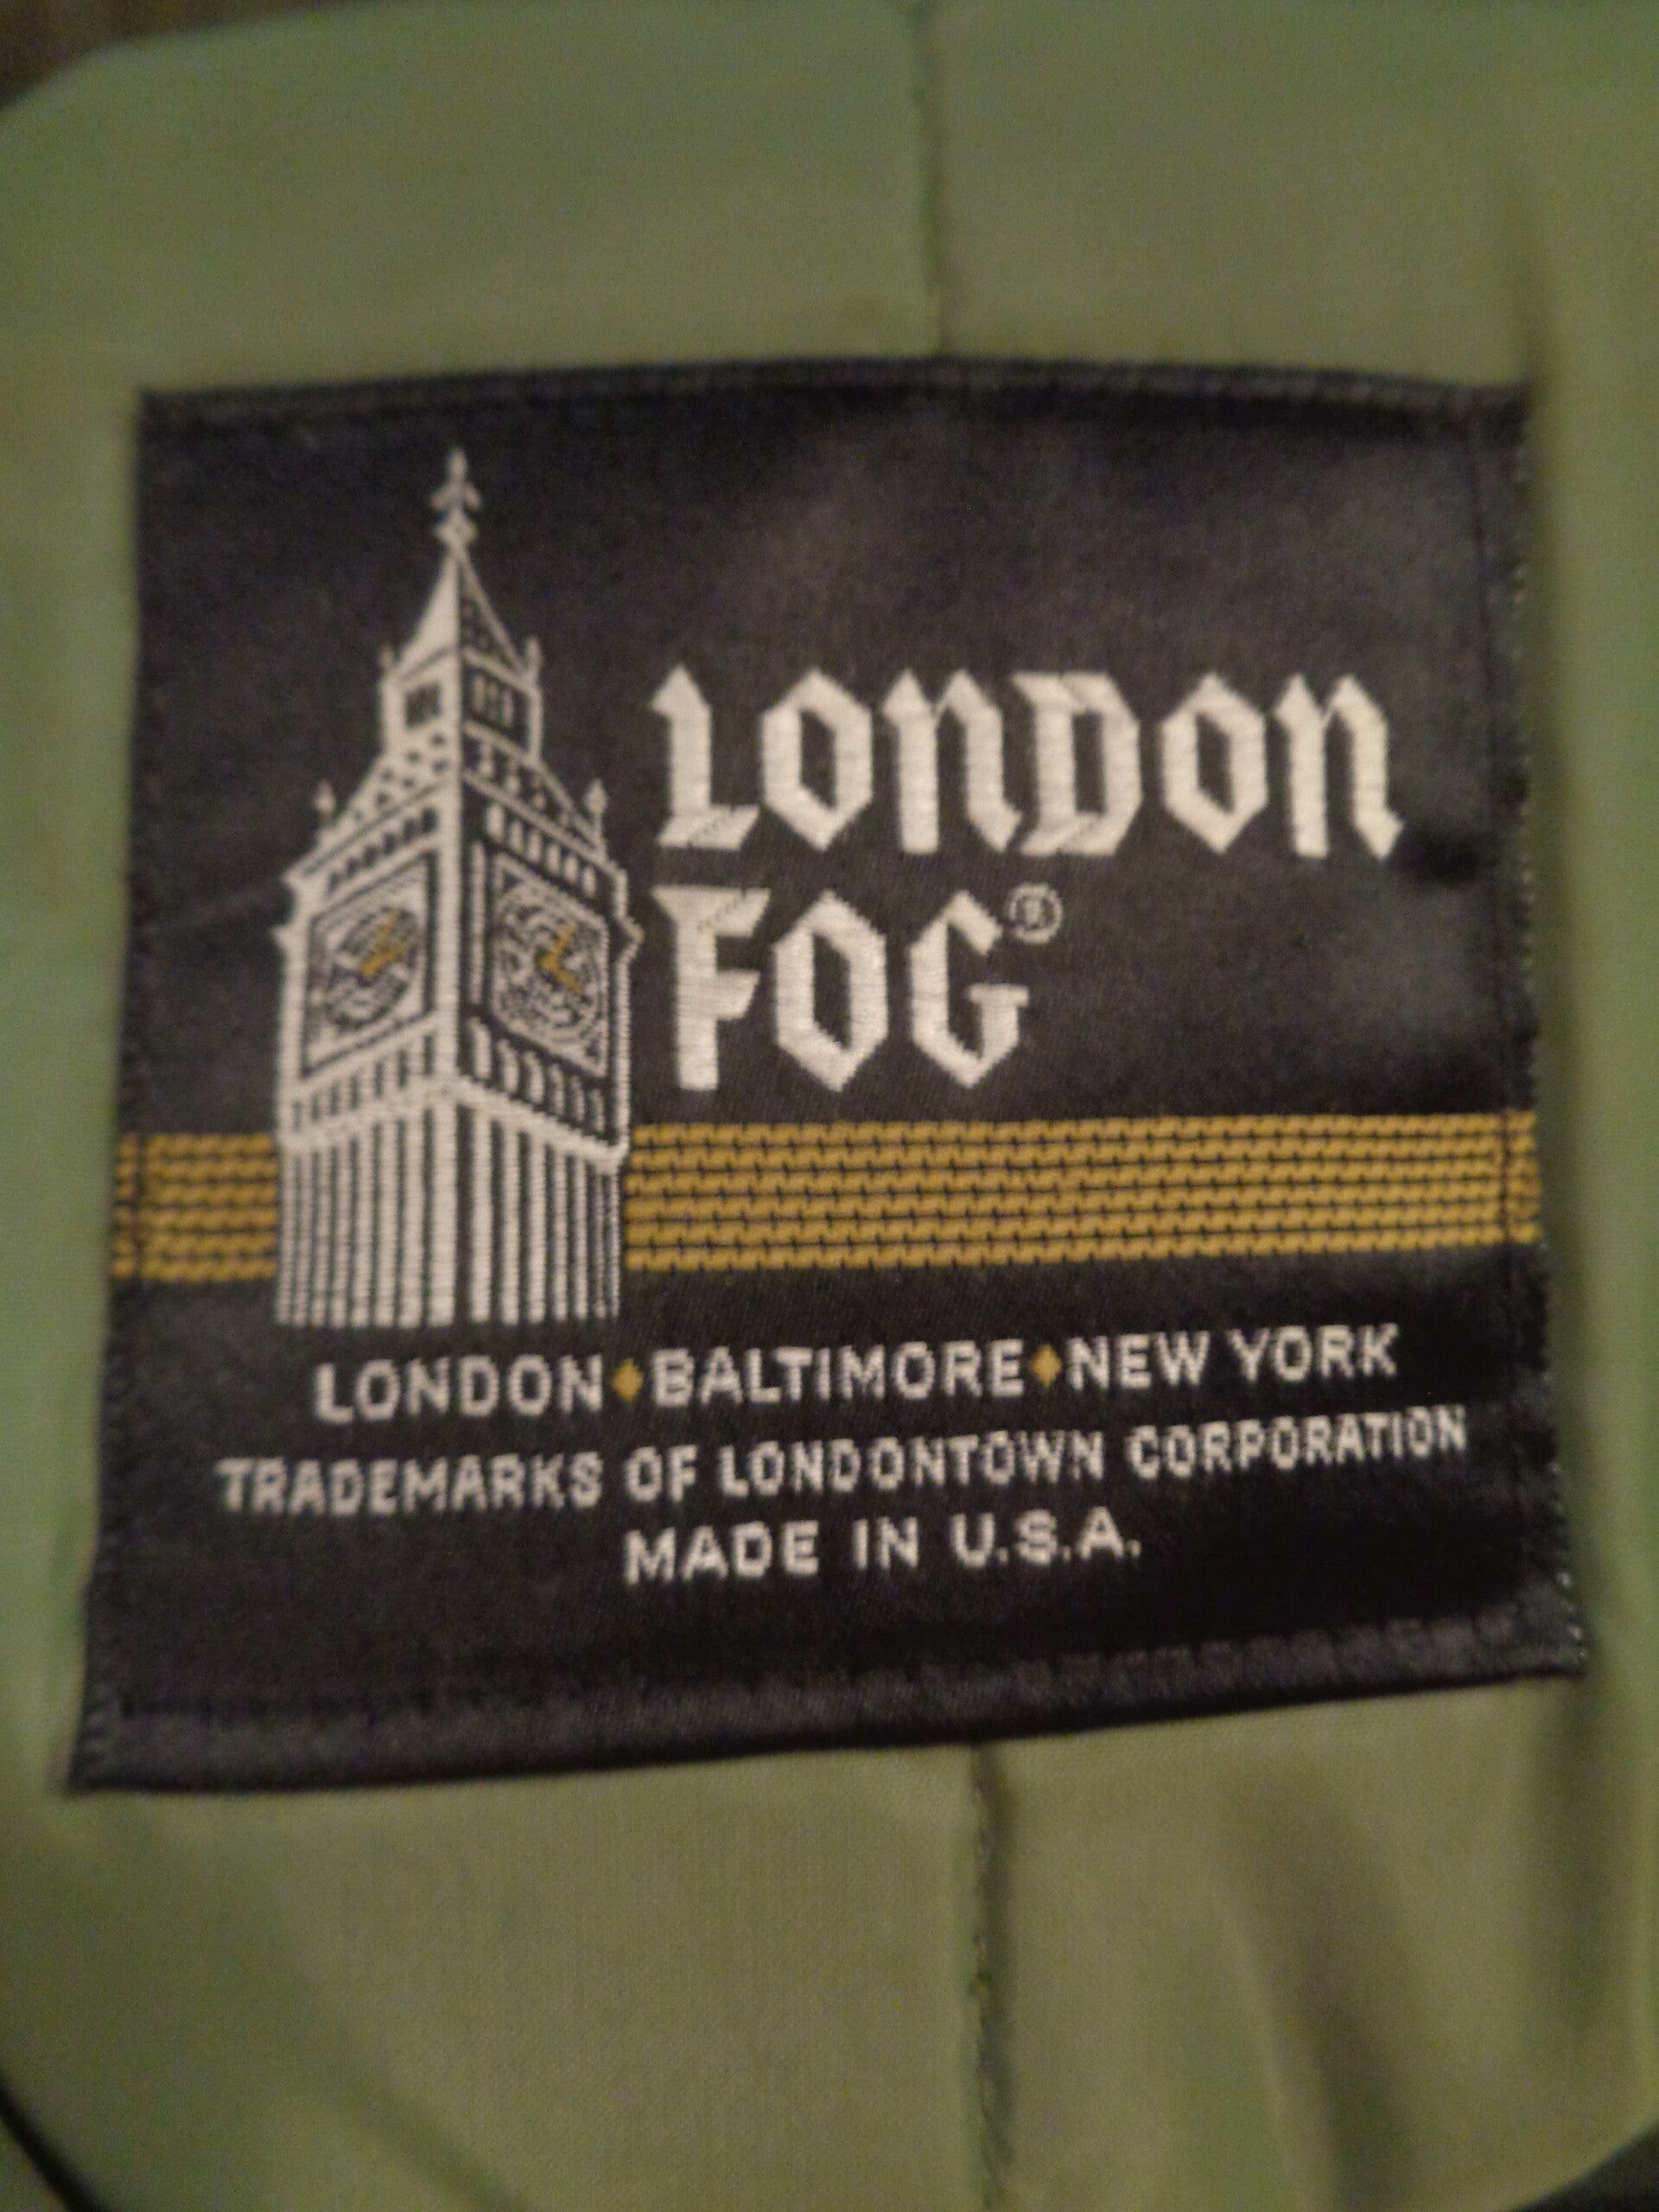 LONDON
FOG®
LONDON♦BALTIMORE♦NEW YORK
TRADEMARKS OF LONDONTOWN CORPORATION
MADE IN U.S.A.